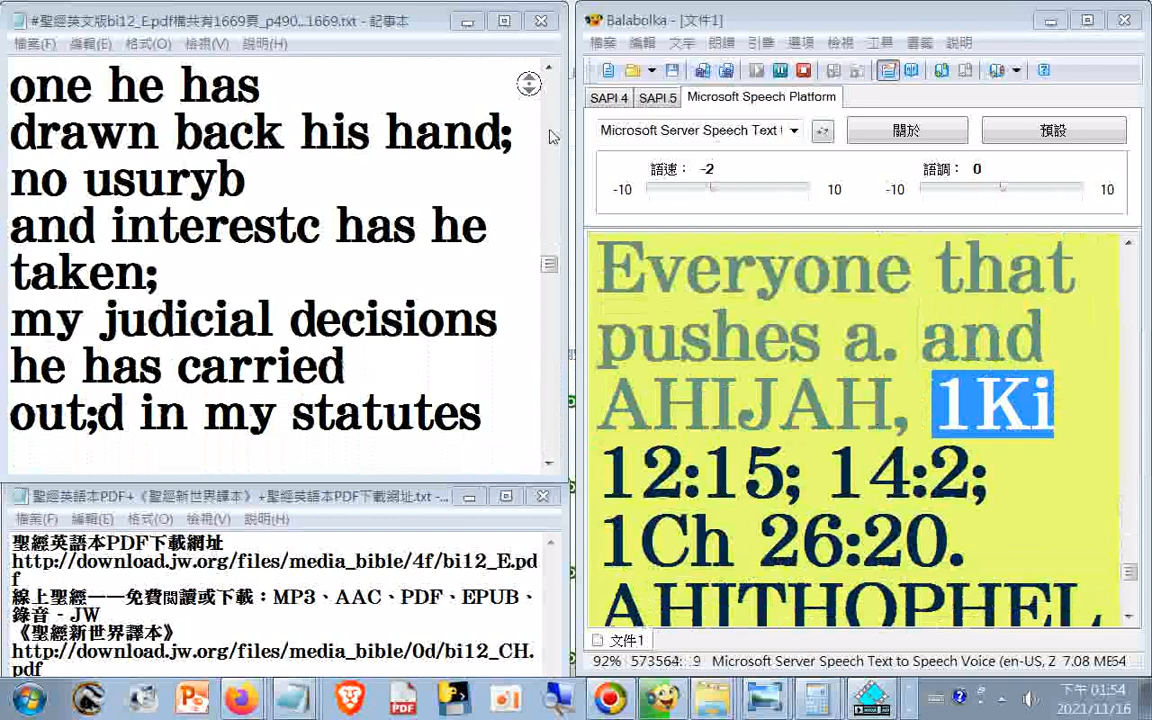 #聖經英文版bi12_E.pdf橫共有1669頁_p490...1669.txt - 記事本
檔案(F) 編輯(E) 格式(O) 檢視(V) 說明(H)
one he has
drawn back his hand;
no usuryb
and interestc has he
taken;
my judicial decisions
he has carried
out;d in my statutes
聖經英語本PDF+《聖經新世界譯本》+聖經英語本PDF下載網址.txt - ...
檔案(F) 編輯(E) 格式(O) 檢視(V) 說明(H)
聖經英語本PDF下載網址
http://download.jw.org/files/media_bible/4f/bi12_E.pd
f
線上聖經──免費閱讀或下載：MP3、AAC、PDF、EPUB、
錄音 - JW
《聖經新世界譯本》
http://download.jw.org/files/media_bible/0d/bi12_CH.
pdf
Balabolka - [文件1]
檔案 編輯 文字 朗讀 引擎 選項 檢視 工具 書籤 說明
SAPI 4 SAPI 5 Microsoft Speech Platform
Microsoft Server Speech Text 關於 預設
語速： -2 語調： 0
-10 10 -10 10
Everyone that
pushes a. and
AHIJAH, 1Ki
12:15; 14:2;
1Ch 26:20.
AHITHOPHEL
文件1
92% 573564: .9 Microsoft Server Speech Text to Speech Voice (en-US, Z 7.08 ME54
下午 01:54
2021/11/16